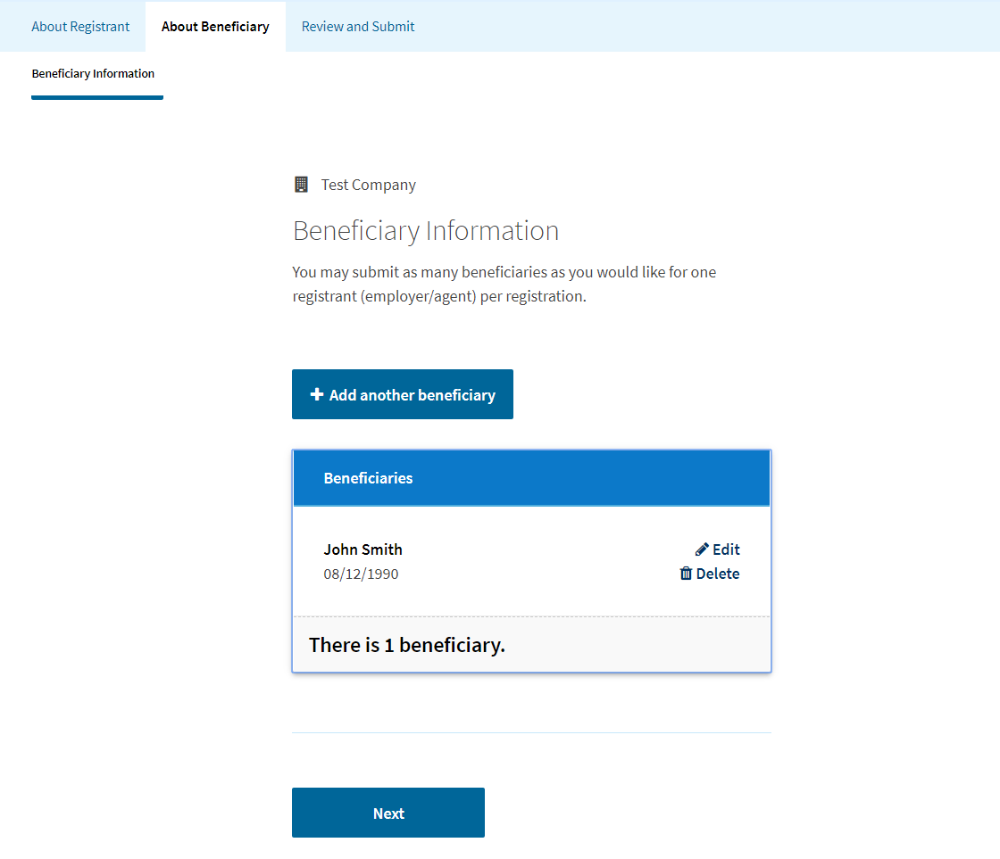 About Registrant
About Beneficiary
Review and Submit
Beneficiary Information
Test Company
Beneficiary Information
You may submit as many beneficiaries as you would like for one
registrant (employer/agent) per registration.
Add another beneficiary
Beneficiaries
John Smith
Edit
08/12/1990
Delete
There is 1 beneficiary.
Next